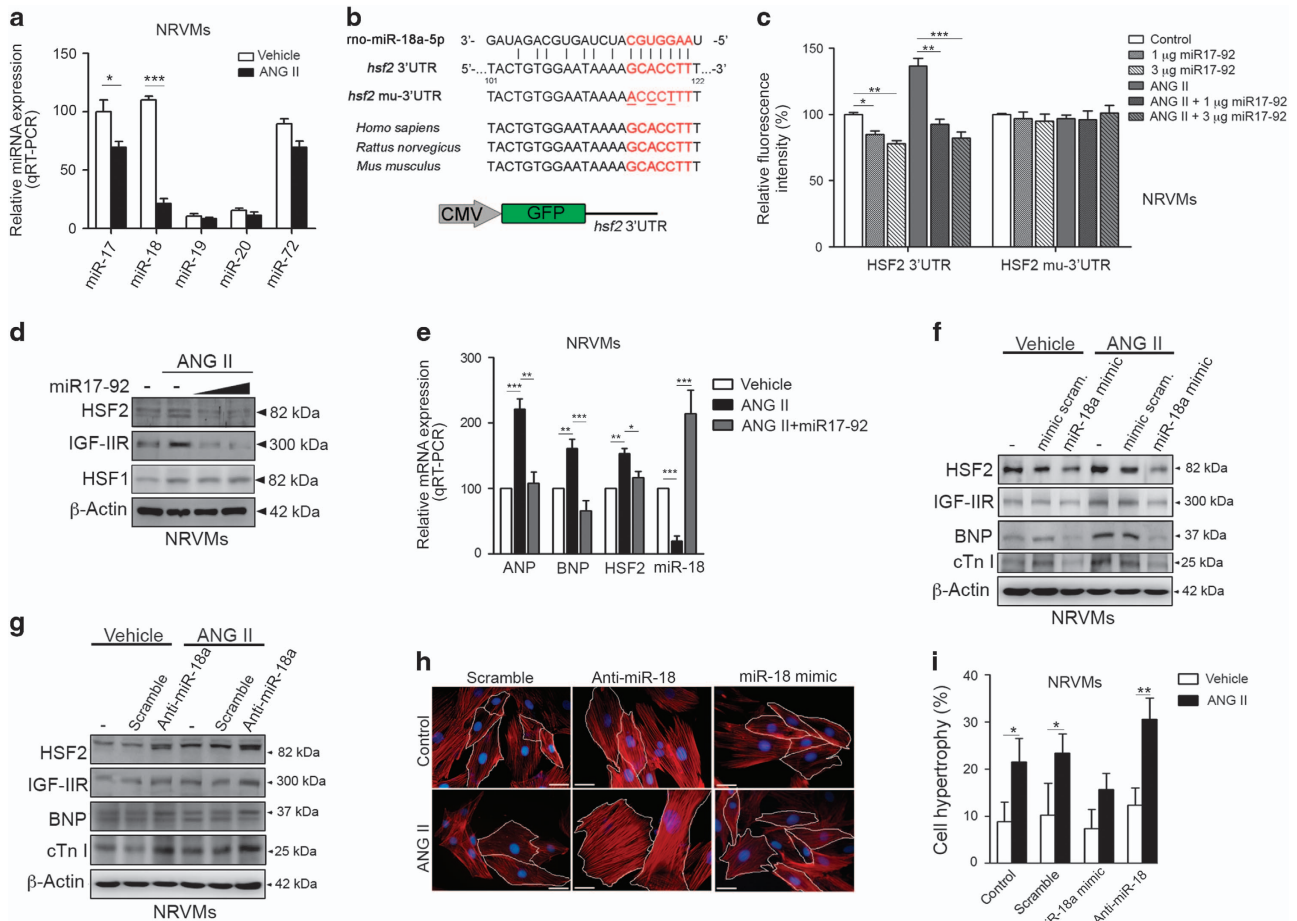 a
NRVMs
Relative miRNA expression
(qRT-PCR)
150
100
50
0
Vehicle
ANG II
*
***
miR-17
miR-18
miR-19
miR-20
miR-72
b
rno-miR-18a-5p 3'- GAUAGACGUGAUCUACGUGGAAU -5'
hsf2 3'UTR 5'-...TACTGTGGAATAAAAGCACCTTT...-3'
101 122
hsf2 mu-3'UTR TACTGTGGAATAAAAACCCTTTT
Homo sapiens TACTGTGGAATAAAAGCACCTTT
Rattus norvegicus TACTGTGGAATAAAAGCACCTTT
Mus musculus TACTGTGGAATAAAAGCACCTTT
CMV GFP
hsf2 3'UTR
c
Relative fluorescence
intensity (%)
150
100
50
0
*
**
**
***
Control
1 μg miR17-92
3 μg miR17-92
ANG II
ANG II + 1 μg miR17-92
ANG II + 3 μg miR17-92
NRVMs
HSF2 3'UTR
HSF2 mu-3'UTR
d
ANG II
miR17-92 - -
HSF2 82 kDa
IGF-IIR 300 kDa
HSF1 82 kDa
β-Actin 42 kDa
NRVMs
e
NRVMs
Relative mRNA expression
(qRT-PCR)
300
200
100
0
*** **
** ***
** *
*** ***
Vehicle
ANG II
ANG II+miR17-92
ANP BNP HSF2 miR-18
f
Vehicle ANG II
- mimic scram. miR-18a mimic - mimic scram. miR-18a mimic
HSF2 82 kDa
IGF-IIR 300 kDa
BNP 37 kDa
cTn I 25 kDa
β-Actin 42 kDa
NRVMs
g
Vehicle ANG II
- Scramble Anti-miR-18a - Scramble Anti-miR-18a
HSF2 82 kDa
IGF-IIR 300 kDa
BNP 37 kDa
cTn I 25 kDa
β-Actin 42 kDa
NRVMs
h
Scramble Anti-miR-18 miR-18 mimic
Control
ANG II
i
NRVMs
Cell hypertrophy (%)
40
30
20
10
0
*
*
**
Vehicle
ANG II
Control
Scramble
mimic
Anti-miR-18